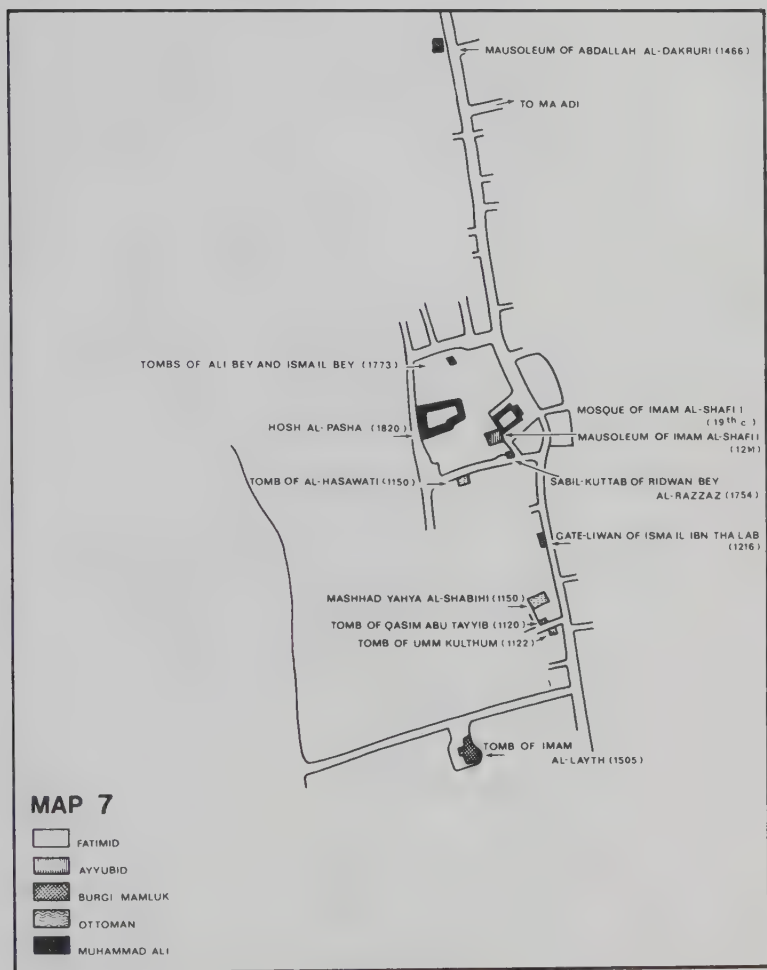 MAUSOLEUM OF ABDALLAH AL-DAKRURI (1466)
TO MA ADI
TOMBS OF ALI BEY AND ISMAIL BEY (1773)
MOSQUE OF IMAM AL-SHAFI I
(19th c)
HOSH AL-PASHA (1820)
MAUSOLEUM OF IMAM AL-SHAFI I
TOMB OF AL-HASAWATI (1150)
SABIL-KUTTAB OF RIDWAN BEY
AL-RAZZAZ (1754)
GATE-LIWAN OF ISMAIL IBN THA LAB
(1216)
MASHHAD YAHYA AL-SHABIHI (1150)
TOMB OF QASIM ABU TAYYIB (1120)
TOMB OF UMM KULTHUM (1122)
TOMB OF IMAM
AL-LAYTH (1505)
MAP 7
FATIMID
AYYUBID
BURGI MAMLUK
OTTOMAN
MUHAMMAD ALI